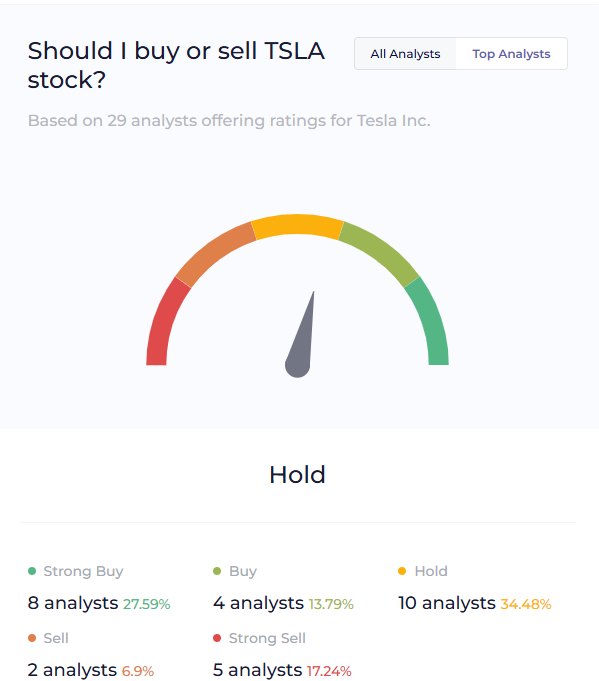 Should I buy or sell TSLA
stock?
All Analysts
Top Analysts
Based on 29 analysts offering ratings for Tesla Inc.
Hold
Strong Buy
8 analysts 27.59%
Buy
4 analysts 13.79%
Hold
10 analysts 34.48%
Sell
2 analysts 6.9%
Strong Sell
5 analysts 17.24%